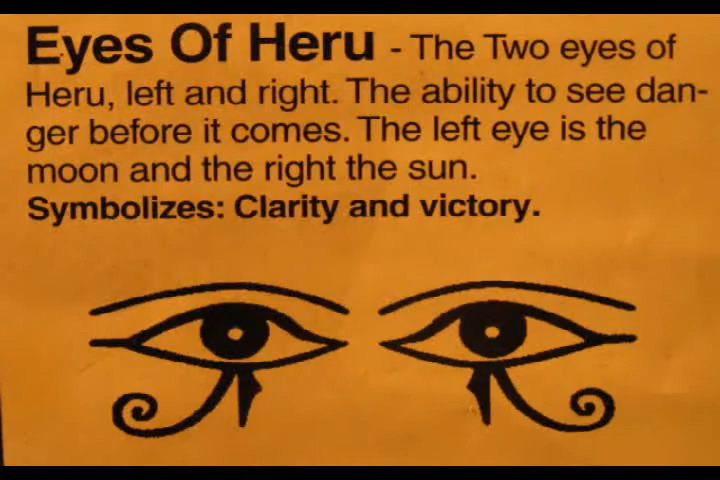 Eyes Of Heru - The Two eyes of
Heru, left and right. The ability to see dan-
ger before it comes. The left eye is the
moon and the right the sun.
Symbolizes: Clarity and victory.